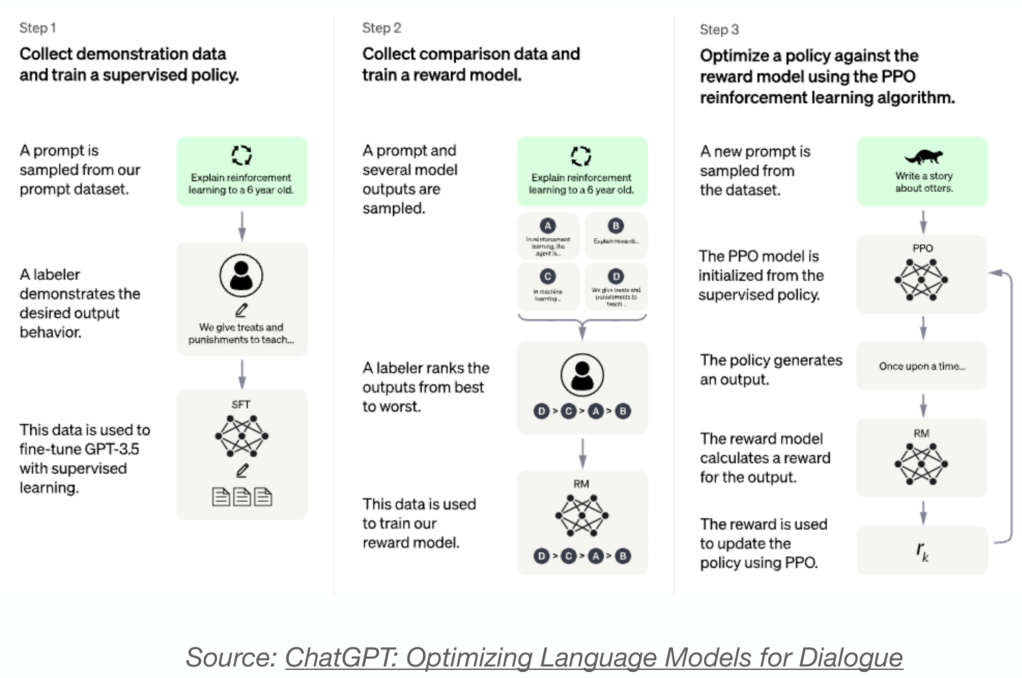 Step 1
Collect demonstration data
and train a supervised policy.
A prompt is
sampled from our
prompt dataset.
Explain reinforcement
learning to a 6 year old.
A labeler
demonstrates the
desired output
behavior.
We give treats and
punishments to teach...
This data is used to
fine-tune GPT-3.5
with supervised
learning.
SFT
Step 2
Collect comparison data and
train a reward model.
A prompt and
several model
outputs are
sampled.
Explain reinforcement
learning to a 6 year old.
A
In reinforcement
learning, the
agent is...
B
Explain rewards...
C
In machine
learning...
D
We give treats and
punishments to
teach...
A labeler ranks the
outputs from best
to worst.
D > C > A > B
This data is used
to train our
reward model.
RM
D > C > A > B
Step 3
Optimize a policy against the
reward model using the PPO
reinforcement learning algorithm.
A new prompt is
sampled from
the dataset.
Write a story
about otters.
The PPO model is
initialized from the
supervised policy.
PPO
The policy generates
an output.
Once upon a time...
The reward model
calculates a reward
for the output.
RM
The reward is used
to update the
policy using PPO.
rk
Source: ChatGPT: Optimizing Language Models for Dialogue